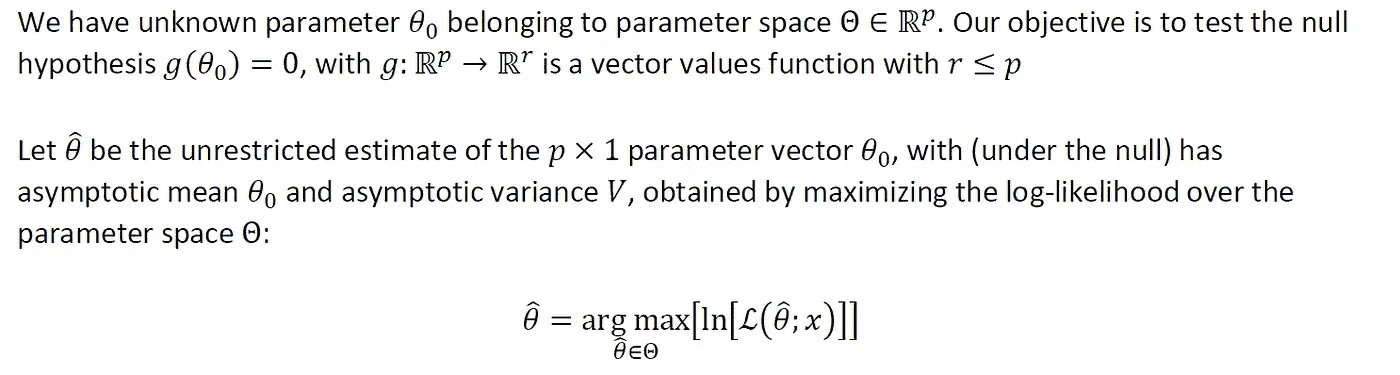 We have unknown parameter θ₀ belonging to parameter space Θ ∈ ℝᵖ. Our objective is to test the null
hypothesis g(θ₀) = 0, with g: ℝᵖ → ℝʳ is a vector values function with r ≤ p
Let θ̂ be the unrestricted estimate of the p × 1 parameter vector θ₀, with (under the null) has
asymptotic mean θ₀ and asymptotic variance V, obtained by maximizing the log-likelihood over the
parameter space Θ:
θ̂ = arg max[ln[ℒ(θ̂; x)]]
θ̂∈Θ